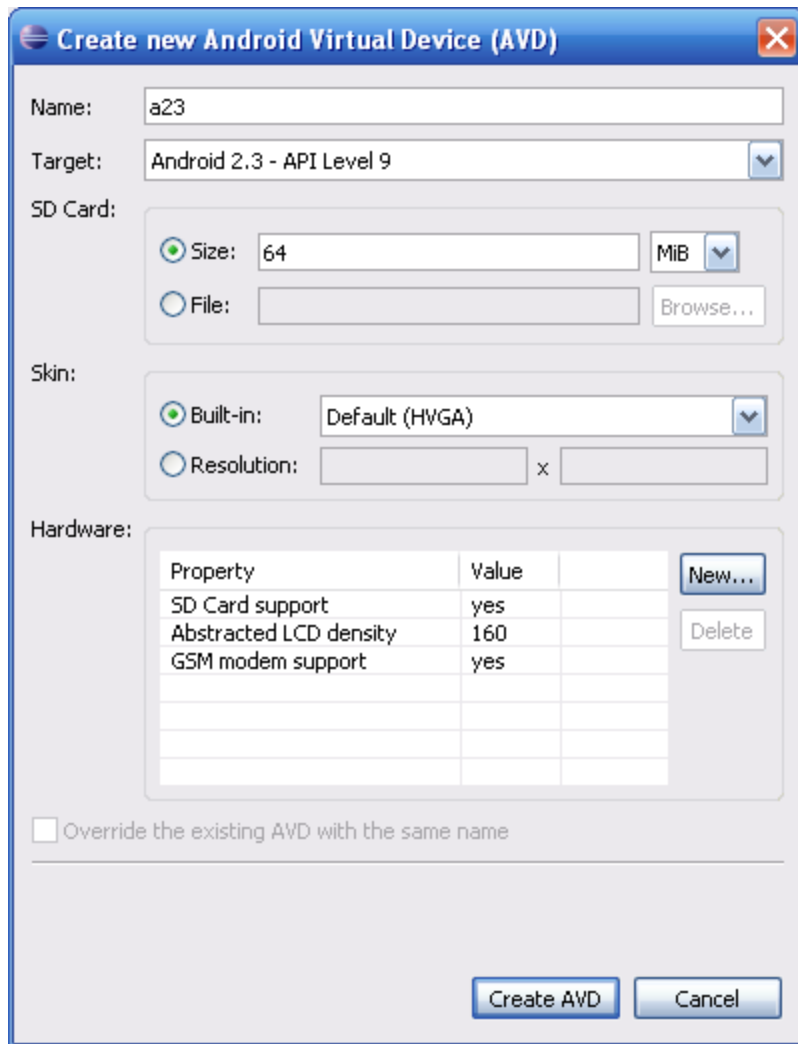 Create new Android Virtual Device (AVD)
Name: a23
Target: Android 2.3 - API Level 9
SD Card:
Size: 64 MiB
File: Browse...
Skin:
Built-in: Default (HVGA)
Resolution: x
Hardware:
Property Value New...
SD Card support yes
Abstracted LCD density 160 Delete
GSM modem support yes
Override the existing AVD with the same name
Create AVD Cancel